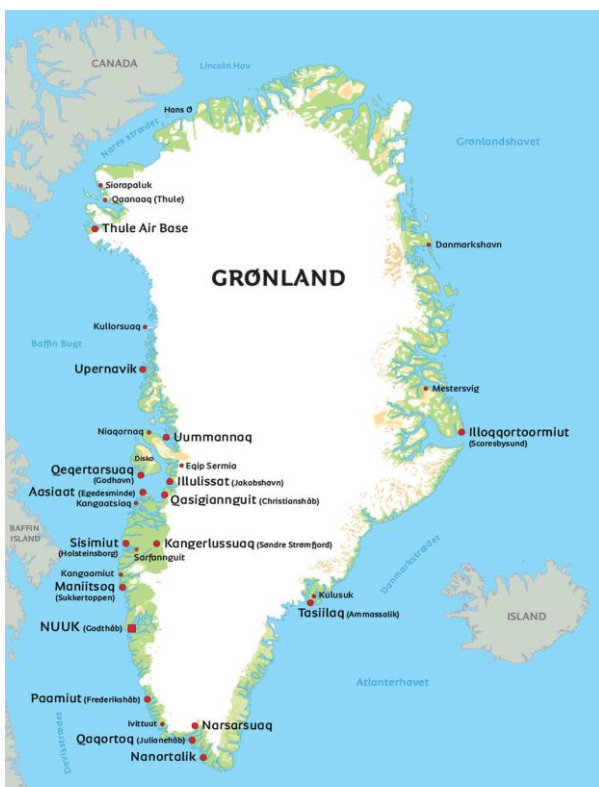 CANADA
Lincoln Hav
Hans Ø
Nares strædet
Grønlandshavet
Siorapaluk
Qaanaaq (Thule)
Thule Air Base
Danmarkshavn
GRØNLAND
Kullorsuaq
Baffin Bugt
Upernavik
Mestersvig
Niaqornaq
Uummannaq
Illoqqortoormiut
(Scoresbysund)
Disko
Eqip Sermia
Qeqertarsuaq
(Godhavn)
Illulissat (Jakobshavn)
Aasiaat (Egedesminde)
Qasigiannguit (Christianshåb)
Kangaatsiaq
BAFFIN
ISLAND
Sisimiut
(Holsteinsborg)
Kangerlussuaq (Søndre Strømfjord)
Sarfannguit
Danmarkstrædet
Kangaamiut
Maniitsoq
(Sukkertoppen)
Kulusuk
Tasiilaq (Ammassalik)
ISLAND
NUUK (Godthåb)
Atlanterhavet
Paamiut (Frederikshåb)
Davisstrædet
Ivittuut
Narsarsuaq
Qaqortoq (Julianehåb)
Nanortalik